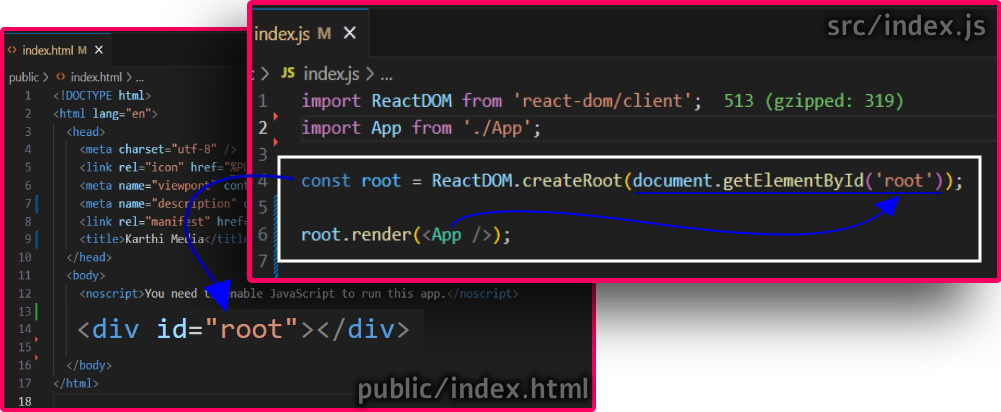 src/index.js
index.js M ×
JS index.js > ...
1 import ReactDOM from 'react-dom/client'; 513 (gzipped: 319)
2 import App from './App';
3
4 const root = ReactDOM.createRoot(document.getElementById('root'));
5
6 root.render(<App />);
7
<> index.html M ×
public > <> index.html > ...
1 <!DOCTYPE html>
2 <html lang="en">
3 <head>
4 <meta charset="utf-8" />
5 <link rel="icon" href="%PU
6 <meta name="viewport" cont
7 <meta name="description" c
8 <link rel="manifest" href=
9 <title>Karthi Media</title
10 </head>
11 <body>
12 <noscript>You need to enable JavaScript to run this app.</noscript>
13
14 <div id="root"></div>
15
16 </body>
17 </html>
18
public/index.html